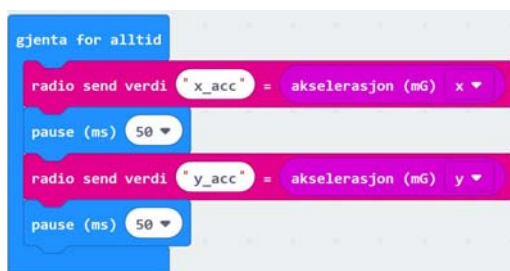 gjenta for alltid
radio send verdi "x_acc" = akselerasjon (mG) x
pause (ms) 50
radio send verdi "y_acc" = akselerasjon (mG) y
pause (ms) 50